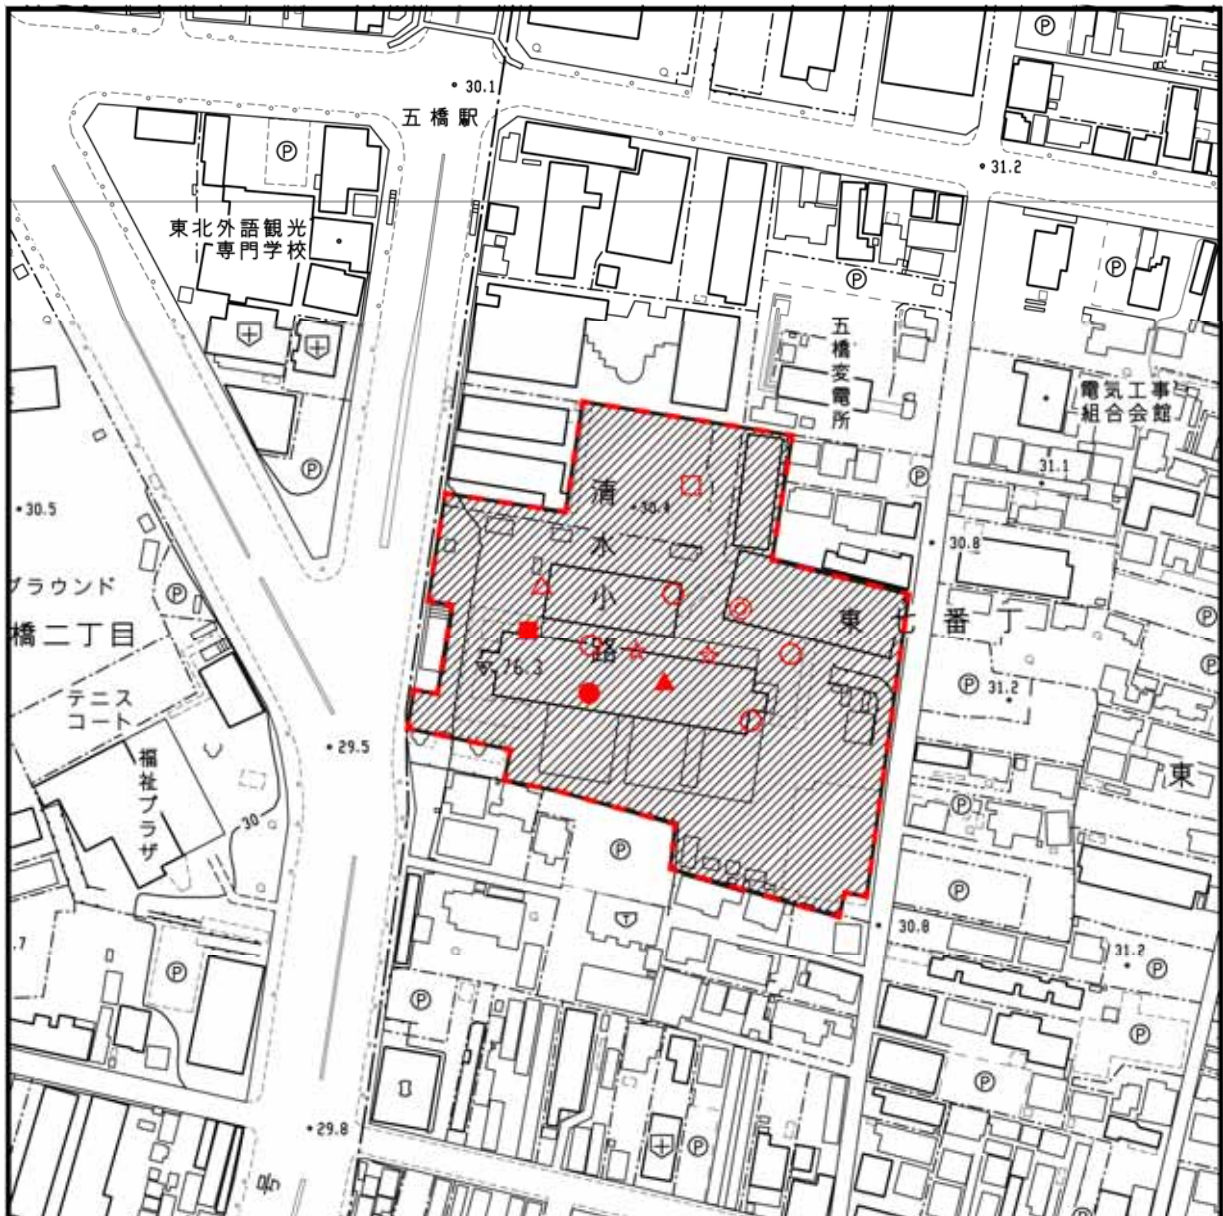 30.1
五橋駅
31.2
東北外語観光
専門学校
五橋変電所
電気工事
組合会館
31.1
清水小路
30.5
30.8
グラウンド
橋二丁目
東七番丁
76.3
31.2
テニス
コート
29.5
福祉プラザ
東
30
30.8
.7
31.2
29.8